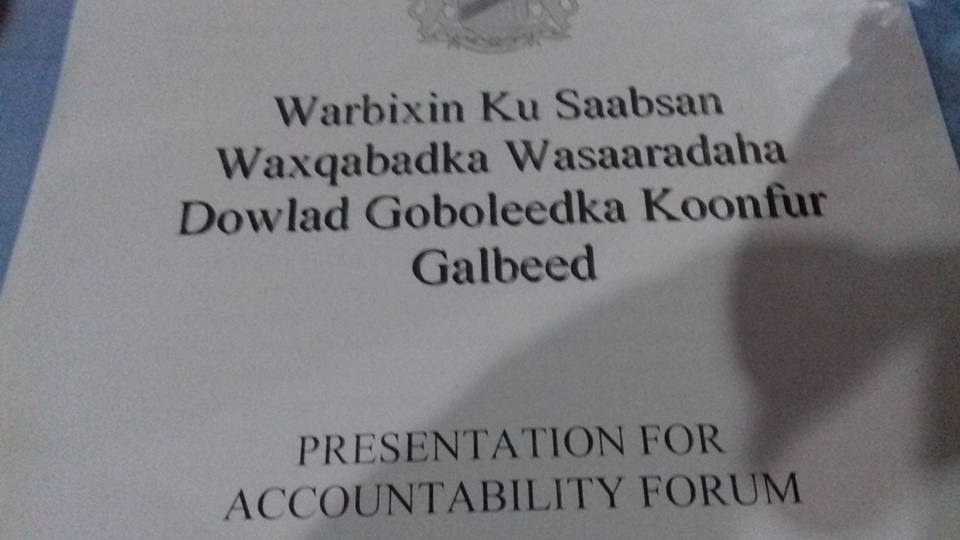 Warbixin Ku Saabsan
Waxqabadka Wasaaradaha
Dowlad Goboleedka Koonfur
Galbeed
PRESENTATION FOR
ACCOUNTABILITY FORUM